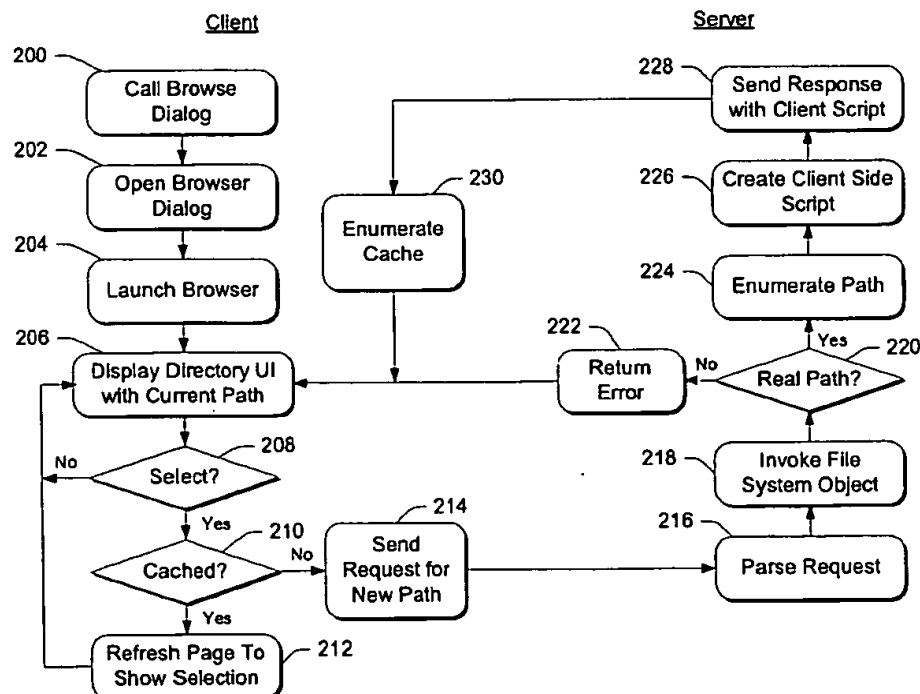 Client
Server
200
Call Browse
Dialog
202
Open Browser
Dialog
204
Launch Browser
206
Display Directory UI
with Current Path
208
Select?
No
Yes
210
Cached?
No
Yes
Refresh Page To
Show Selection
212
214
Send
Request for
New Path
216
Parse Request
218
Invoke File
System Object
220
Real Path?
No
Yes
222
Return
Error
224
Enumerate Path
226
Create Client Side
Script
228
Send Response
with Client Script
230
Enumerate
Cache